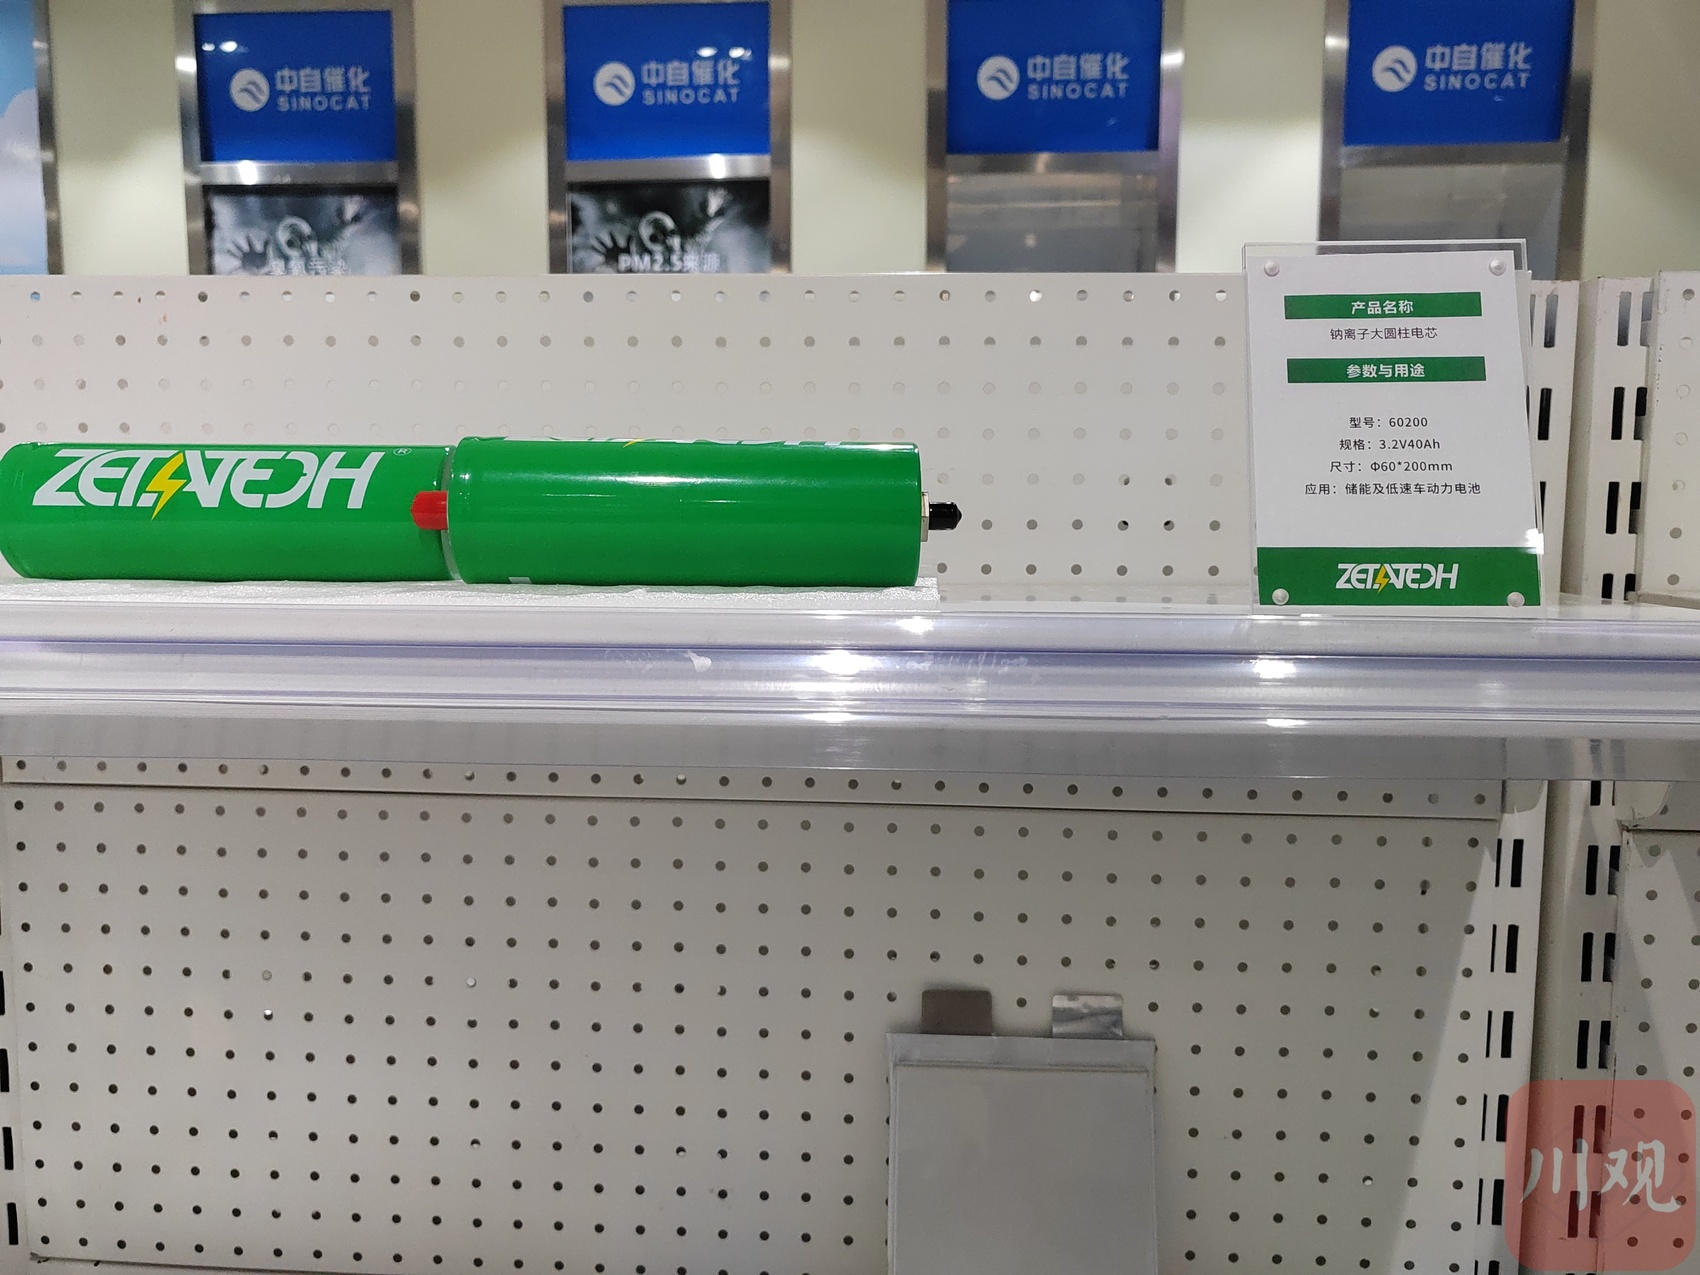 中自催化
SINOCAT
中自催化
SINOCAT
中自催化
SINOCAT
中自催化
SINOCAT
PM2.5来源
产品名称
钠离子大圆柱电芯
参数与用途
型号：60200
规格：3.2V40Ah
尺寸：Φ60*200mm
应用：储能及低速车动力电池
ZETATECH
ZETATECH®
川观